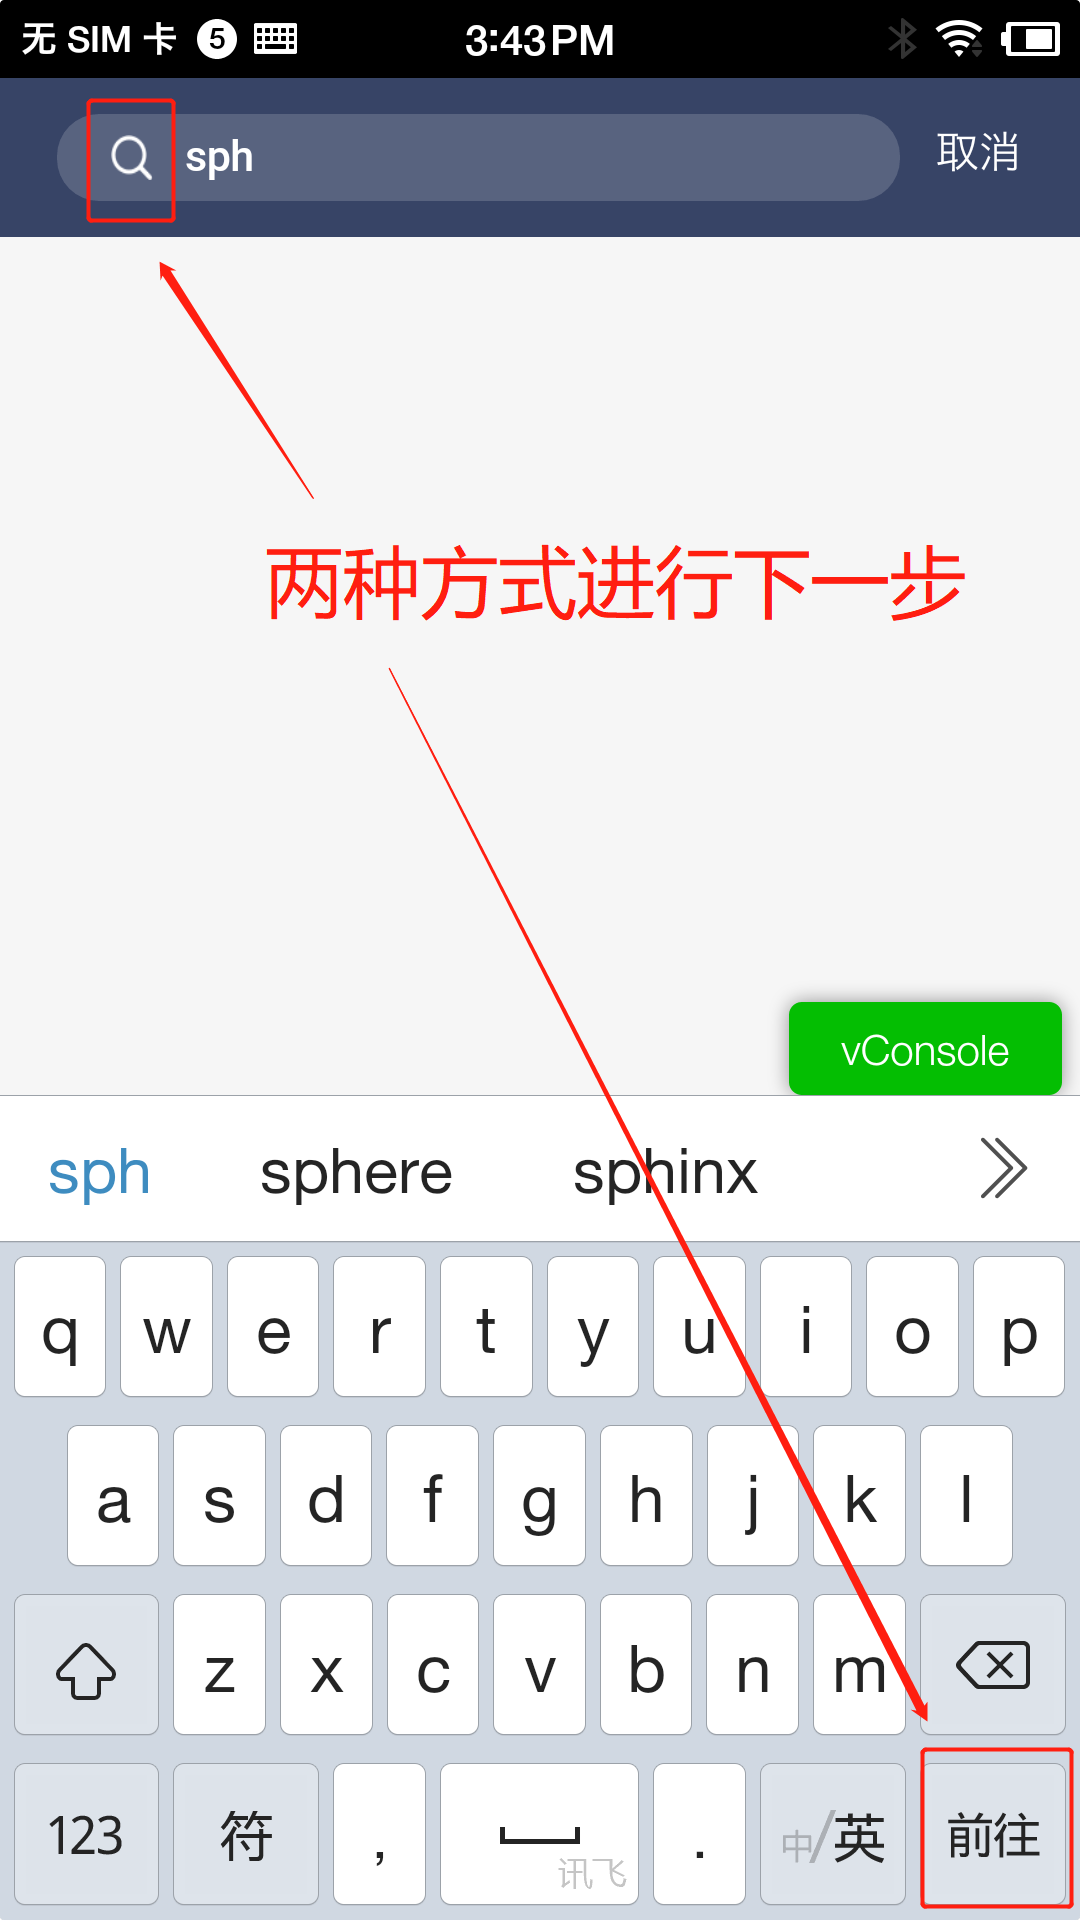 无 SIM 卡 5 3:43 PM
sph 取消
两种方式进行下一步
vConsole
sph sphere sphinx
q w e r t y u i o p
a s d f g h j k l
z x c v b n m
123 符 , 讯飞 . 中/英 前往